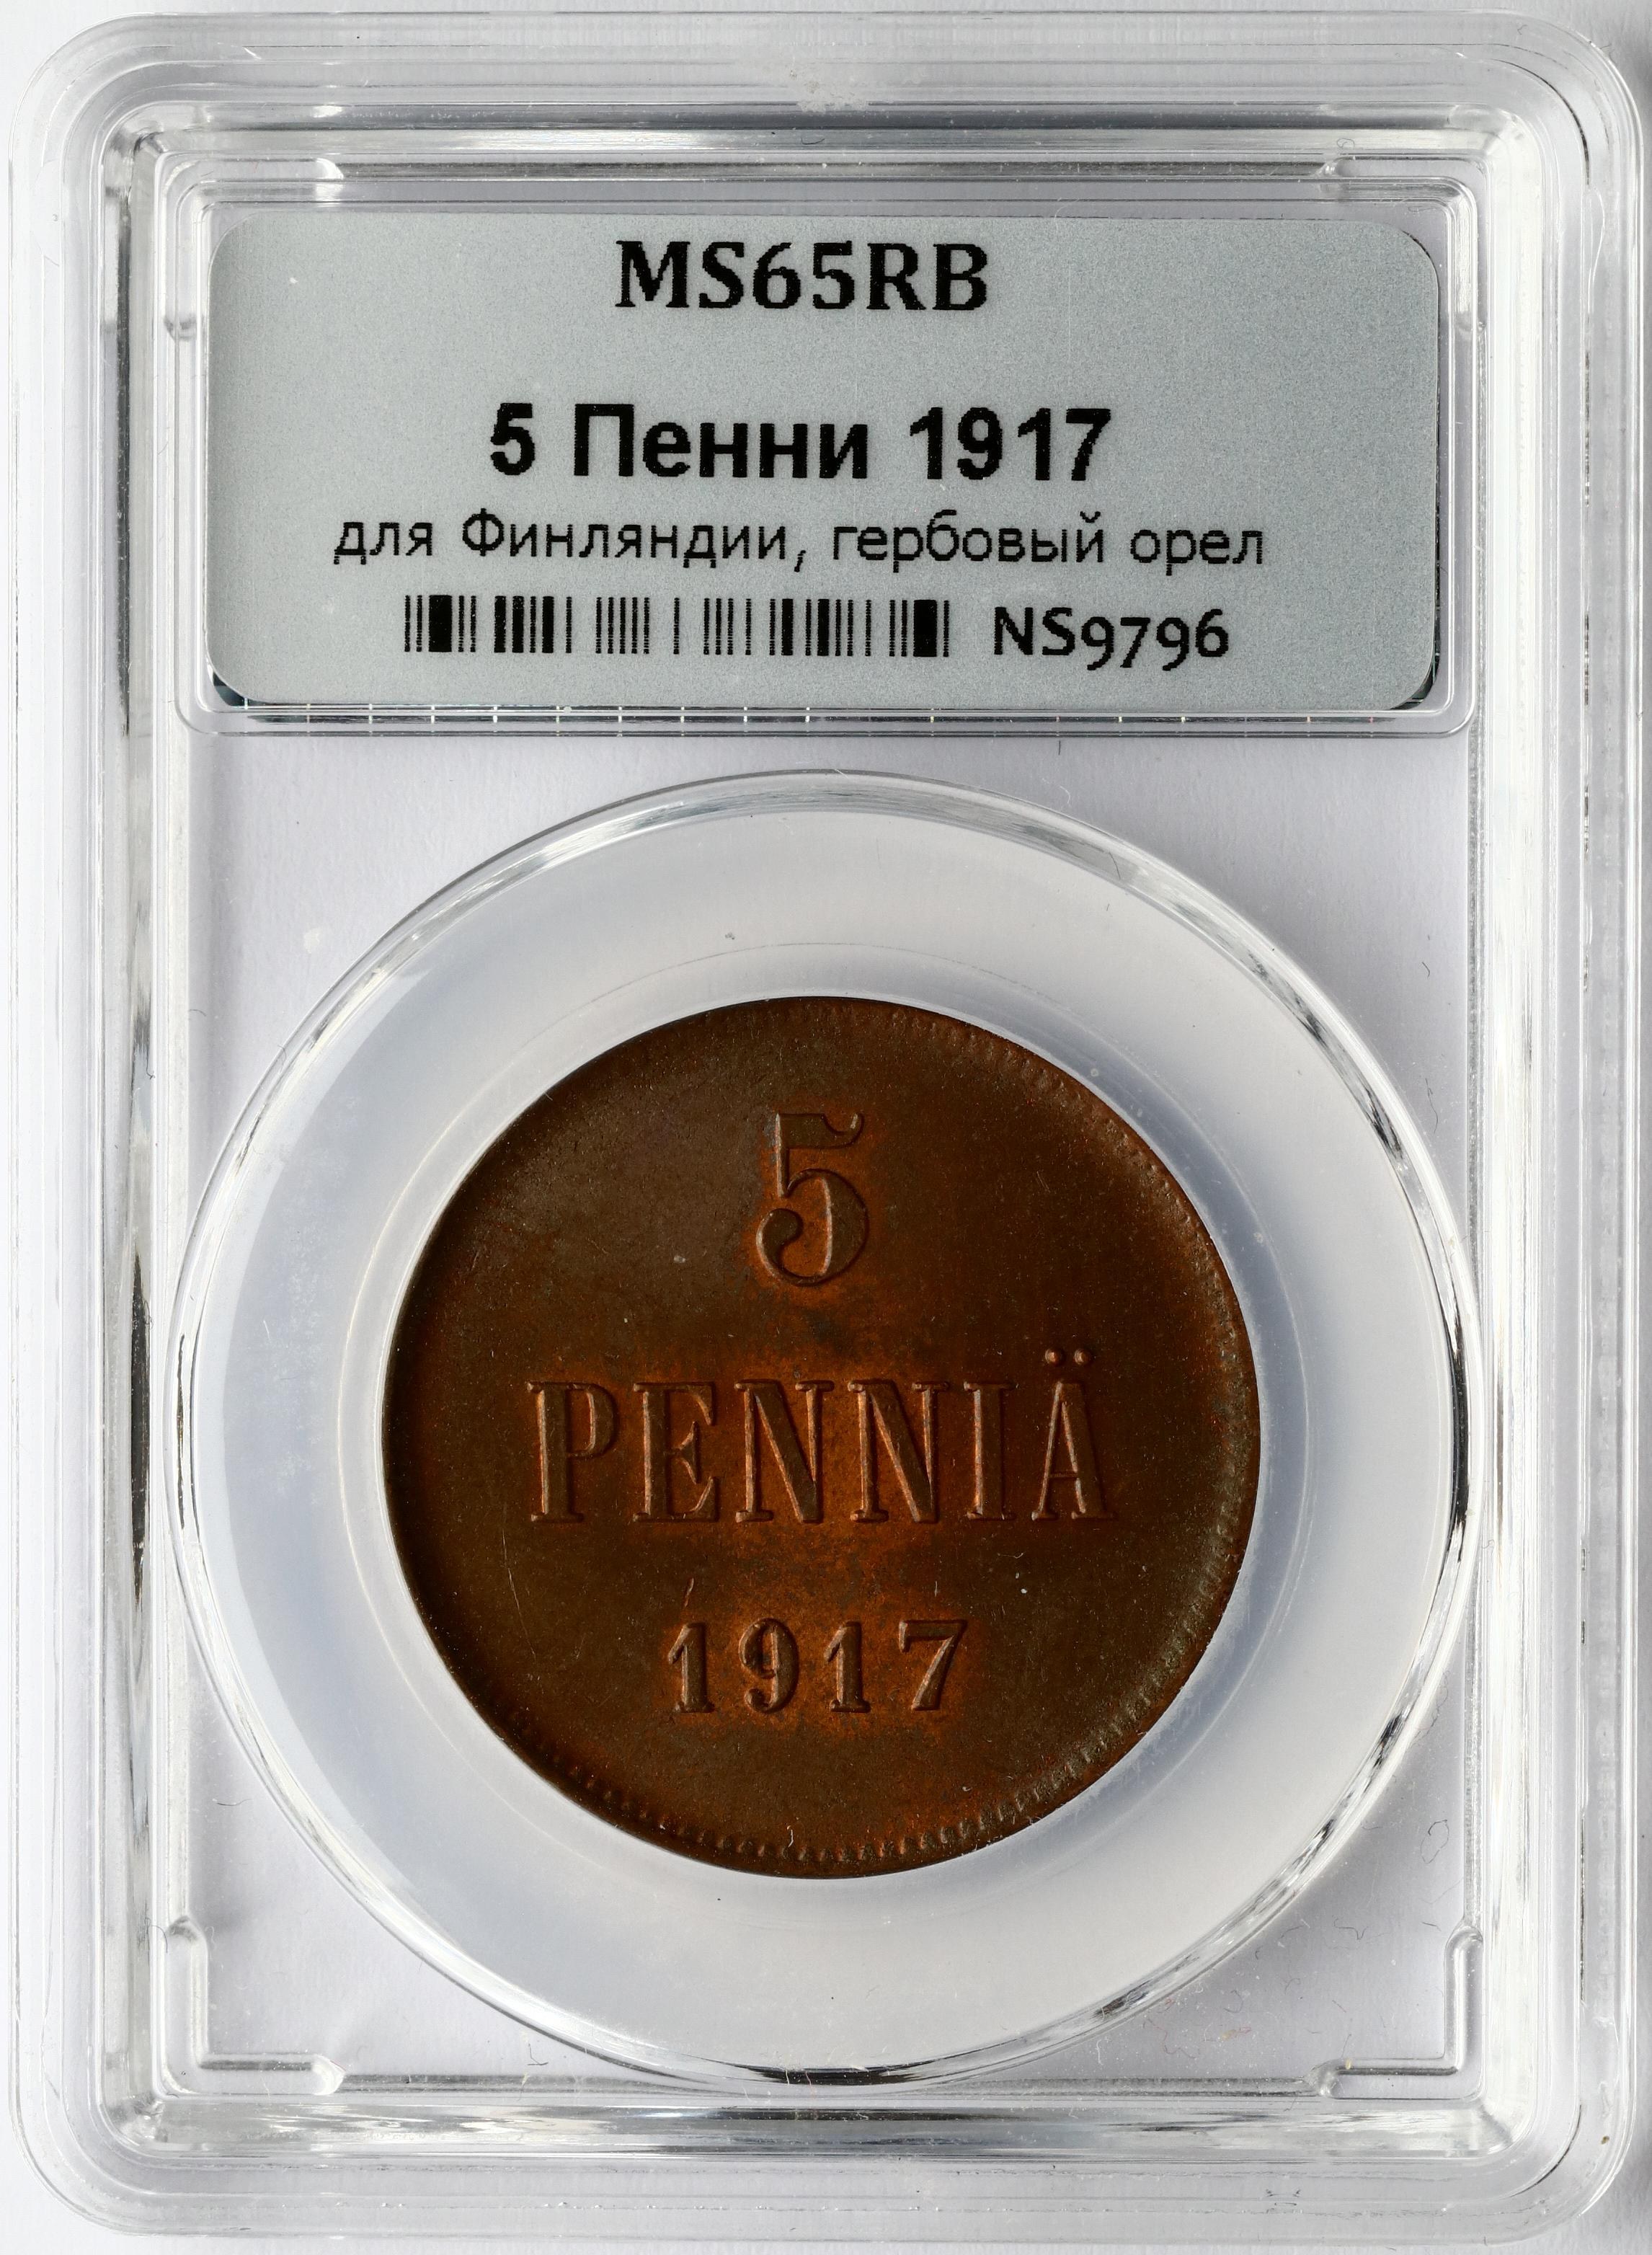 MS65RB
5 Пенни 1917
для Финляндии, гербовый орел
NS9796
5
PENNIÄ
1917